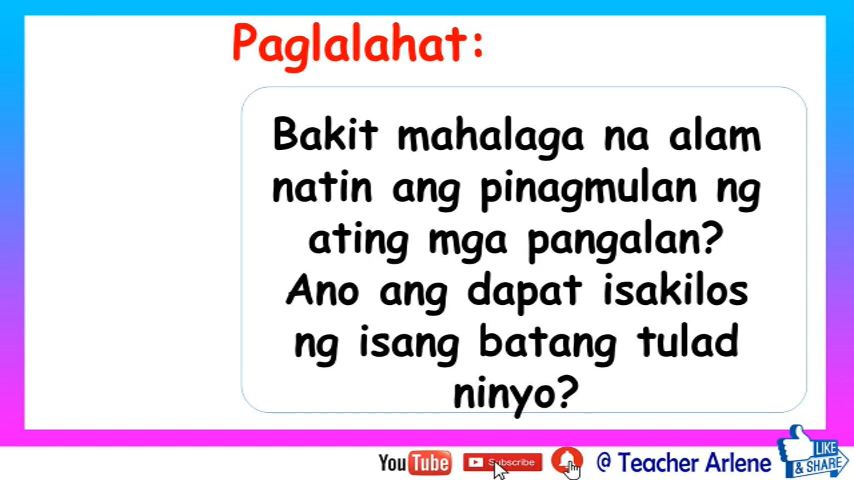 Paglalahat:
Bakit mahalaga na alam
natin ang pinagmulan ng
ating mga pangalan?
Ano ang dapat isakilos
ng isang batang tulad
ninyo?
YouTube Subscribe @ Teacher Arlene LIKE
& SHARE